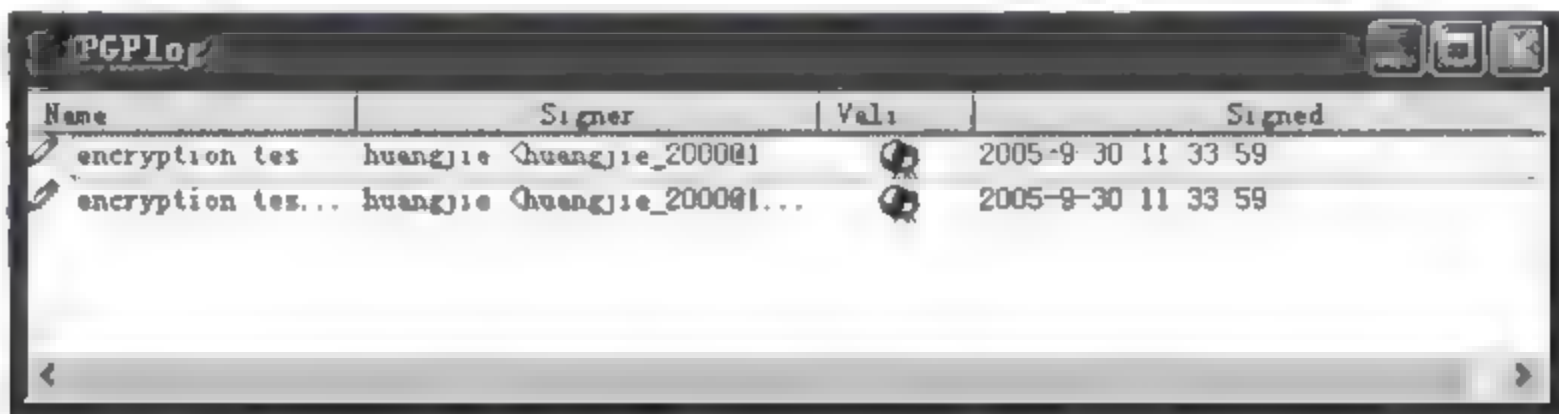 PGPlog
Name Signer Vali Signed
encryption tes huangjie <huangjie_2000@1 2005-9 30 11 33 59
encryption tes... huangjie <huangjie_2000@1... 2005-9-30 11 33 59